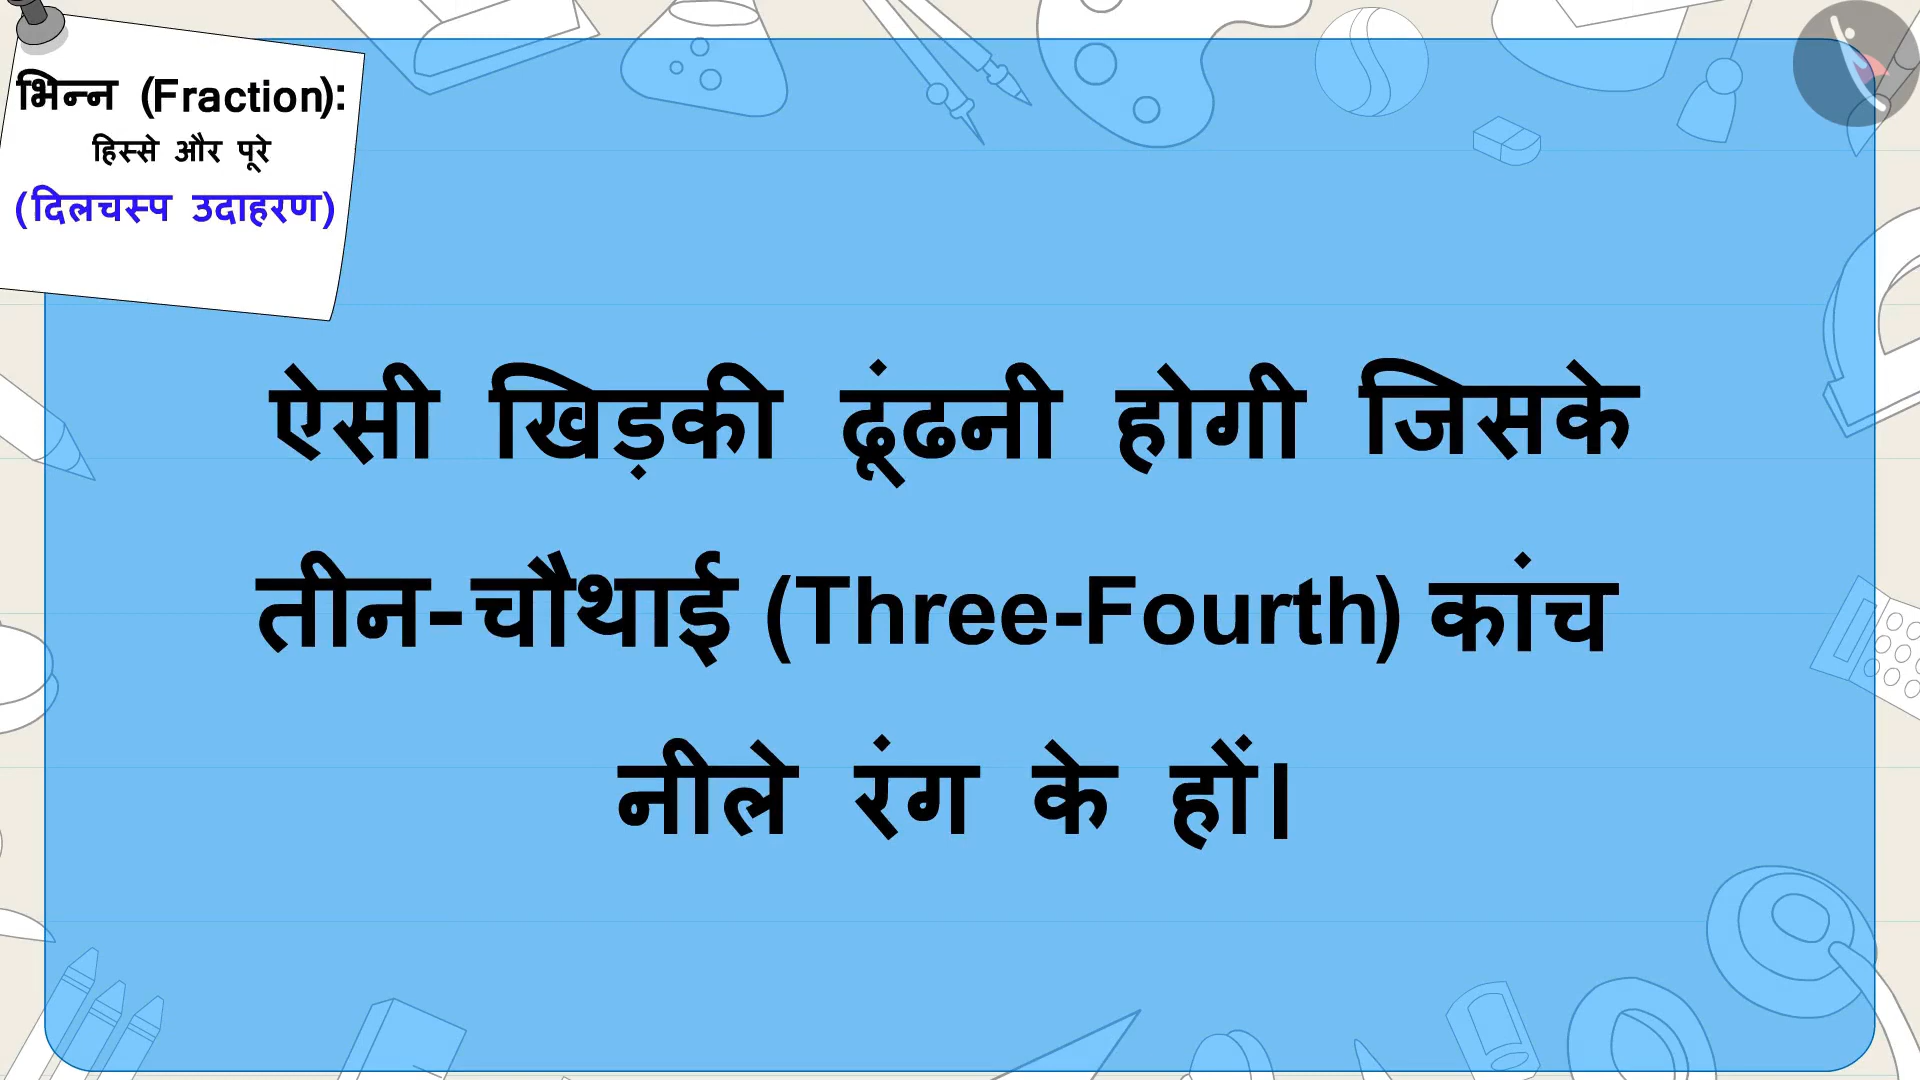 भिन्न (Fraction):
हिस्से और पूरे
(दिलचस्प उदाहरण)
ऐसी खिड़की ढूंढनी होगी जिसके
तीन-चौथाई (Three-Fourth) कांच
नीले रंग के हों।